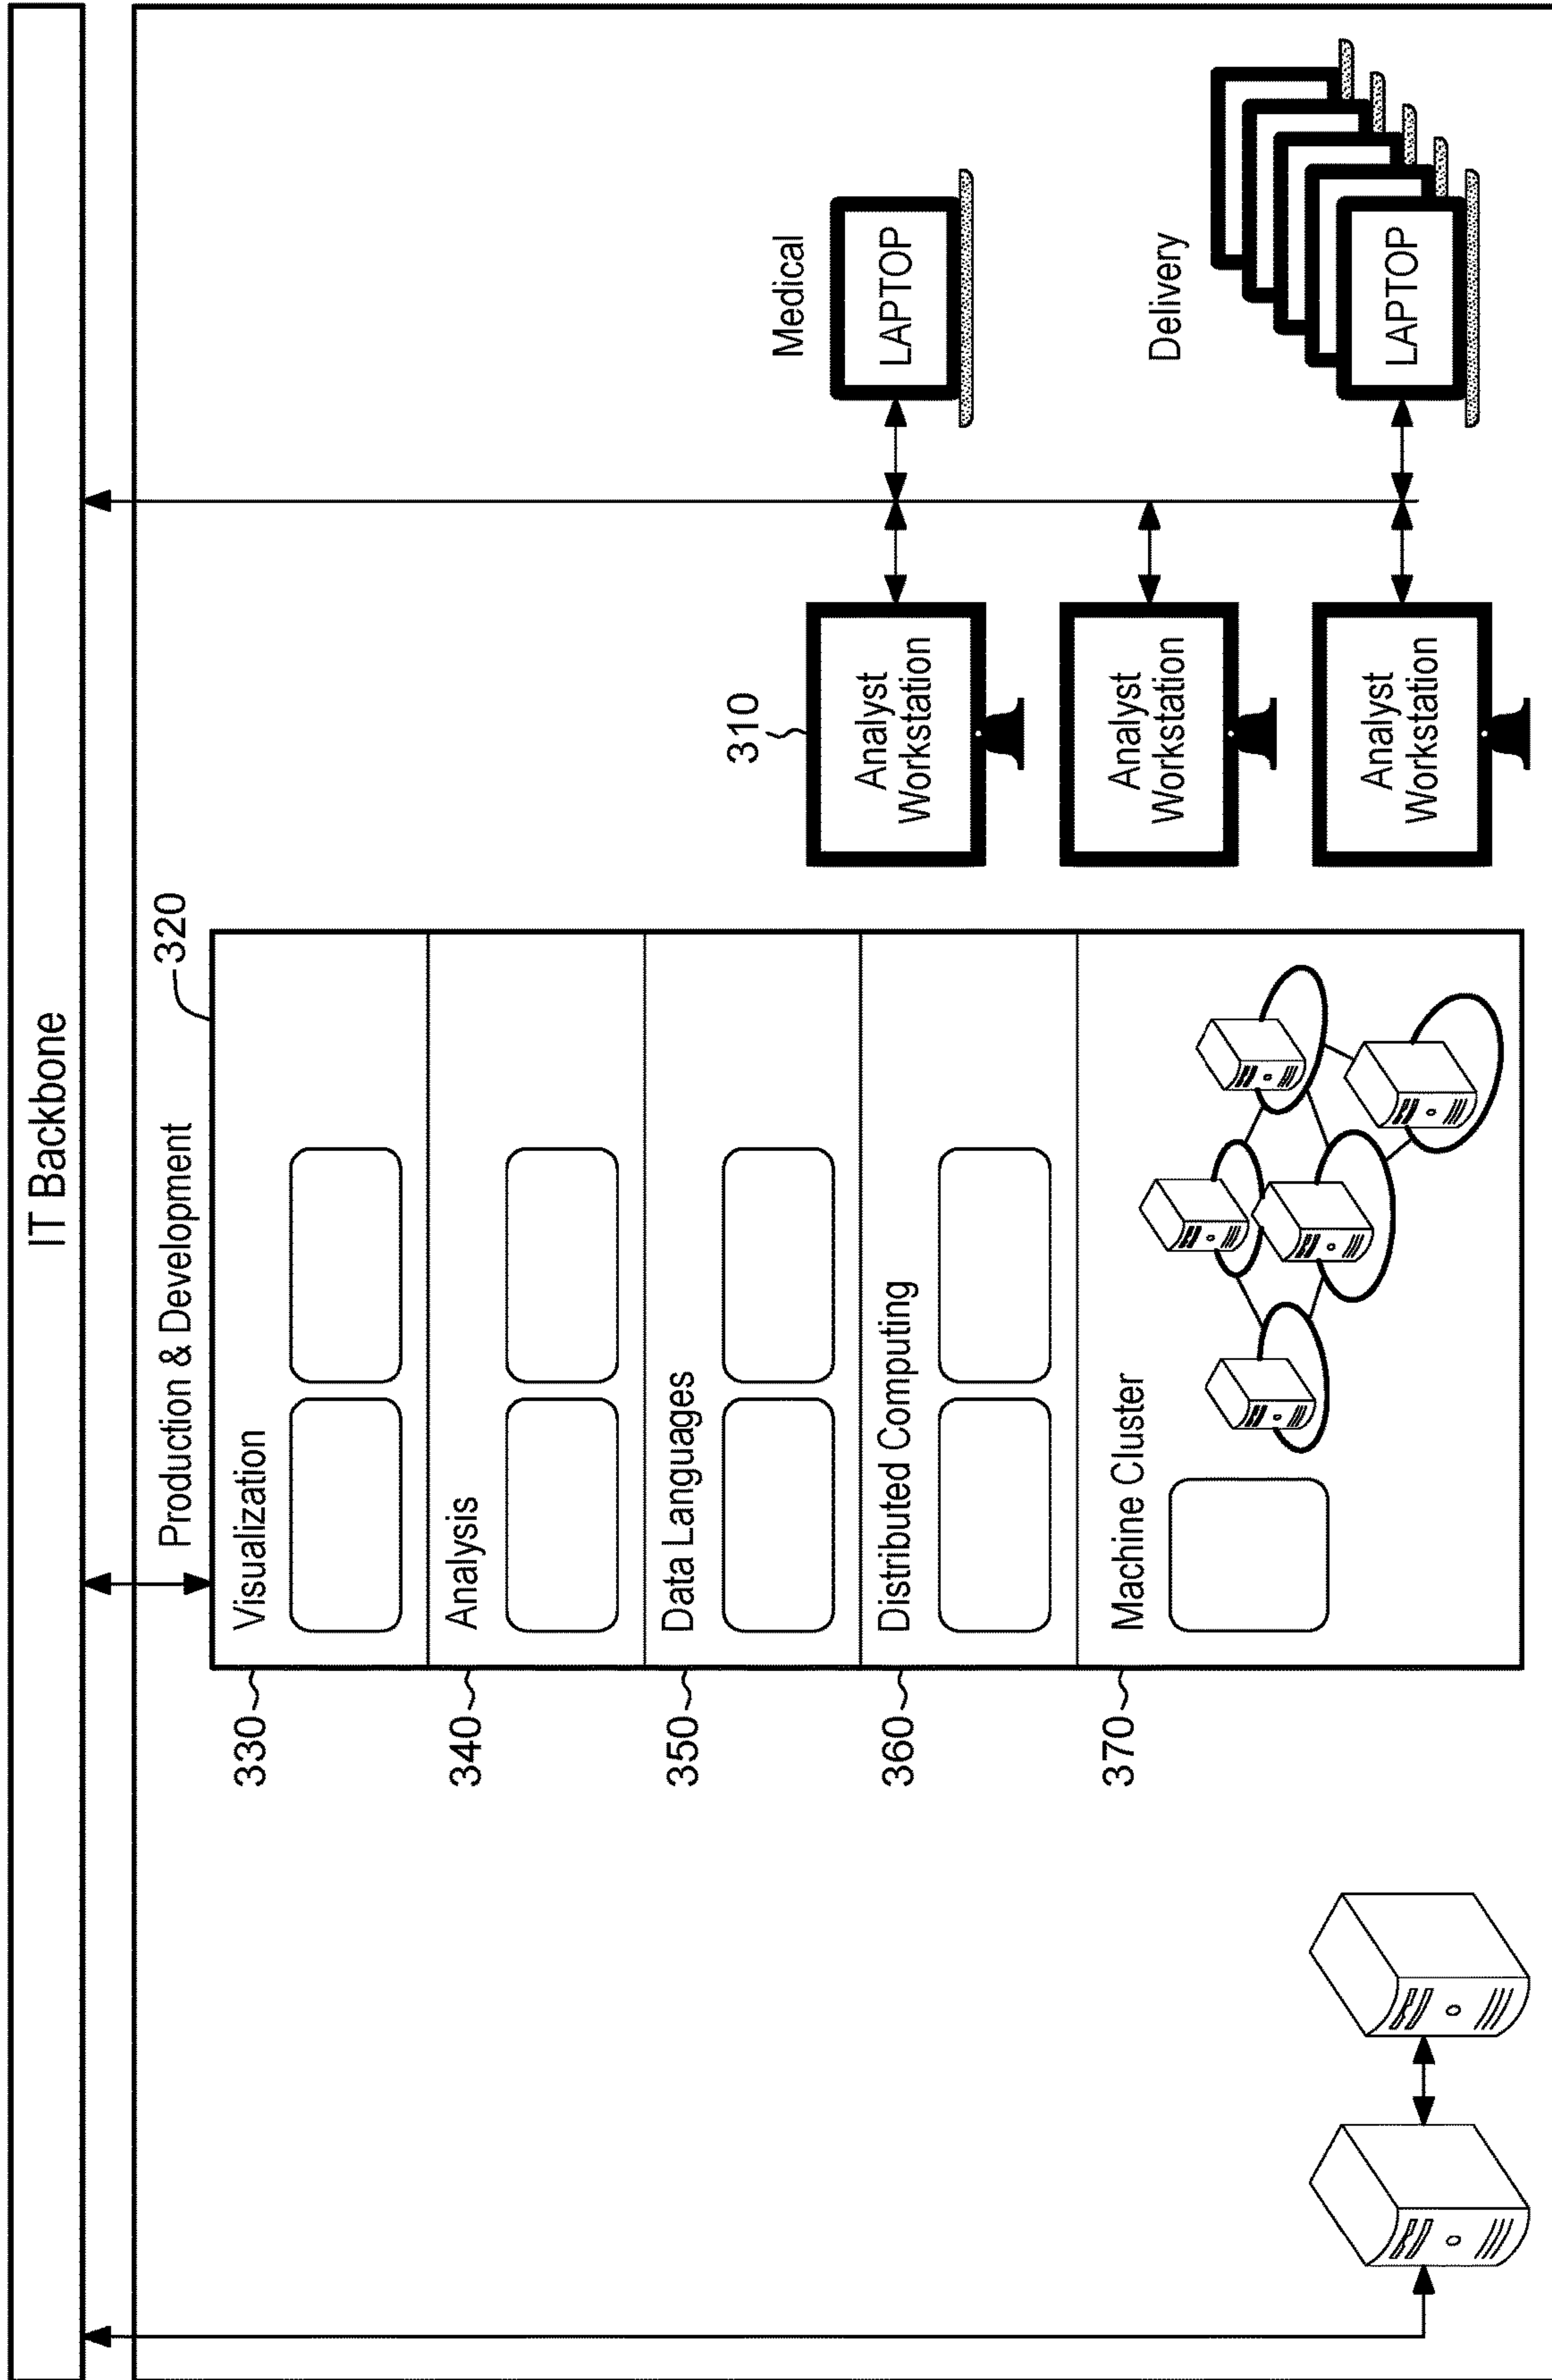 IT Backbone
Production & Development
320
330
Visualization
340
Analysis
350
Data Languages
360
Distributed Computing
370
Machine Cluster
310
Analyst
Workstation
Analyst
Workstation
Analyst
Workstation
Medical
LAPTOP
Delivery
LAPTOP